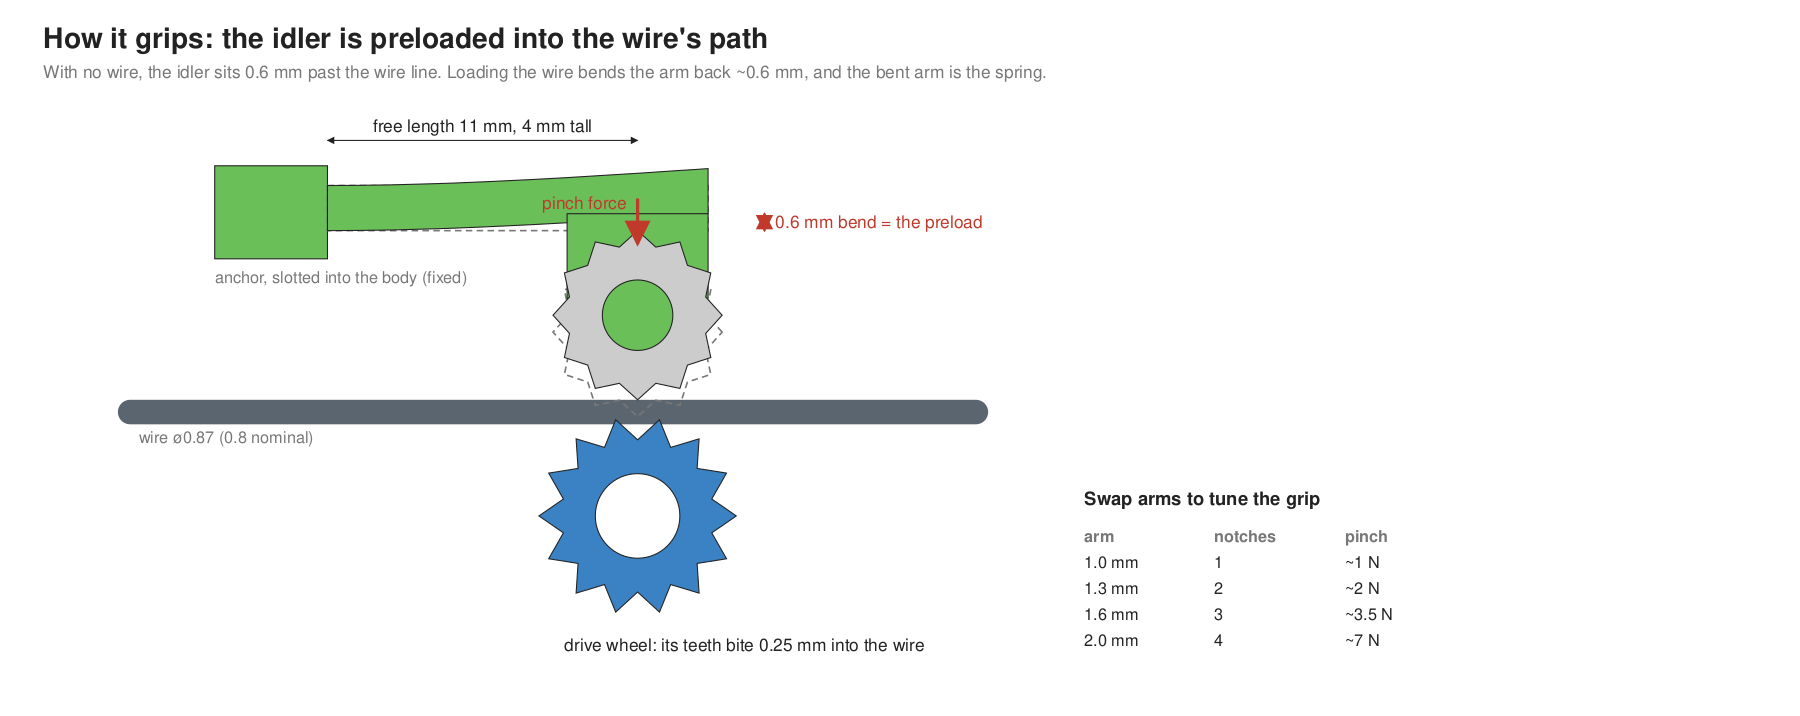 How it grips: the idler is preloaded into the wire's path
With no wire, the idler sits 0.6 mm past the wire line. Loading the wire bends the arm back ~0.6 mm, and the bent arm is the spring.
free length 11 mm, 4 mm tall
pinch force
0.6 mm bend = the preload
anchor, slotted into the body (fixed)
wire ø0.87 (0.8 nominal)
drive wheel: its teeth bite 0.25 mm into the wire
Swap arms to tune the grip
arm notches pinch
1.0 mm 1 ~1 N
1.3 mm 2 ~2 N
1.6 mm 3 ~3.5 N
2.0 mm 4 ~7 N